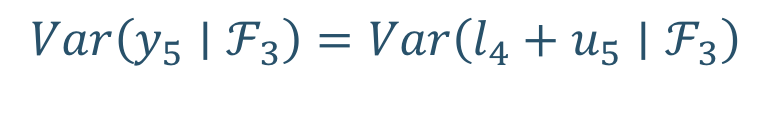 Var(y₅ | ℱ₃) = Var(l₄ + u₅ | ℱ₃)